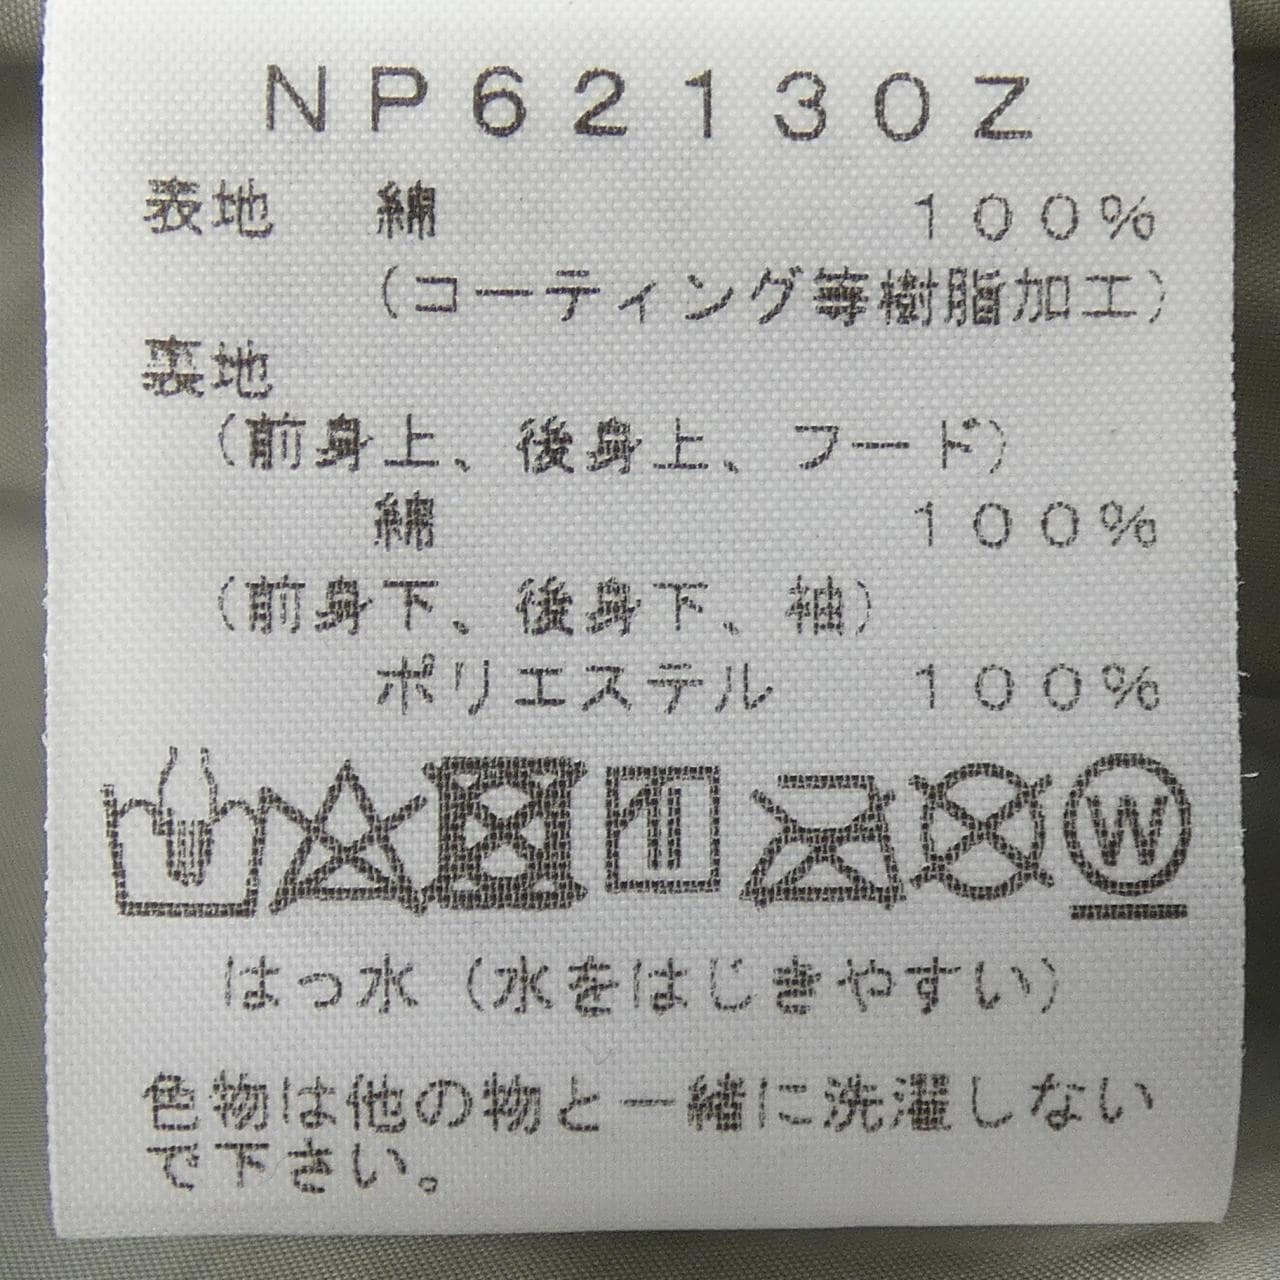 NP62130Z
表地 綿 100%
(コーティング等樹脂加工)
裏地
(前身上、後身上、フード)
綿 100%
(前身下、後身下、袖)
ポリエステル 100%
W
はっ水 (水をはじきやすい)
色物は他の物と一緒に洗濯しない
で下さい。